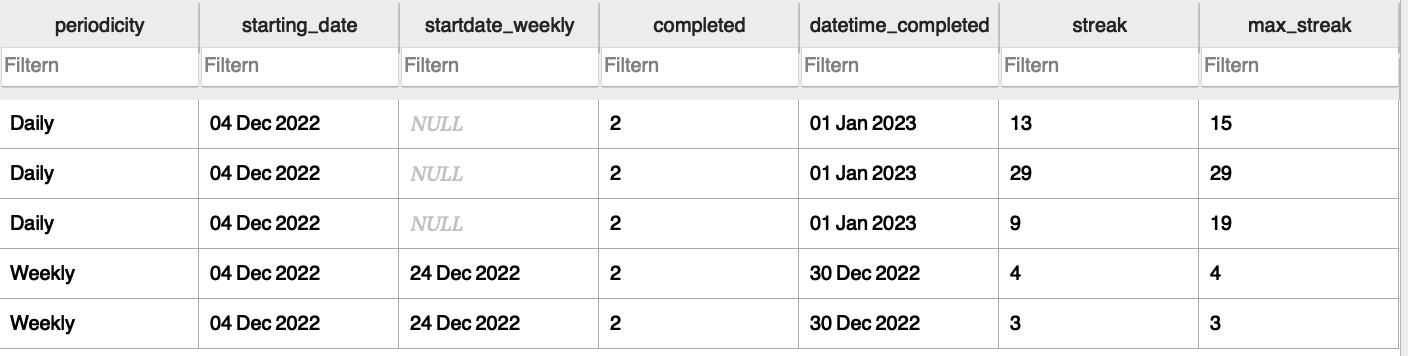 periodicity starting_date startdate_weekly completed datetime_completed streak max_streak
Filtern Filtern Filtern Filtern Filtern Filtern Filtern
Daily 04 Dec 2022 NULL 2 01 Jan 2023 13 15
Daily 04 Dec 2022 NULL 2 01 Jan 2023 29 29
Daily 04 Dec 2022 NULL 2 01 Jan 2023 9 19
Weekly 04 Dec 2022 24 Dec 2022 2 30 Dec 2022 4 4
Weekly 04 Dec 2022 24 Dec 2022 2 30 Dec 2022 3 3